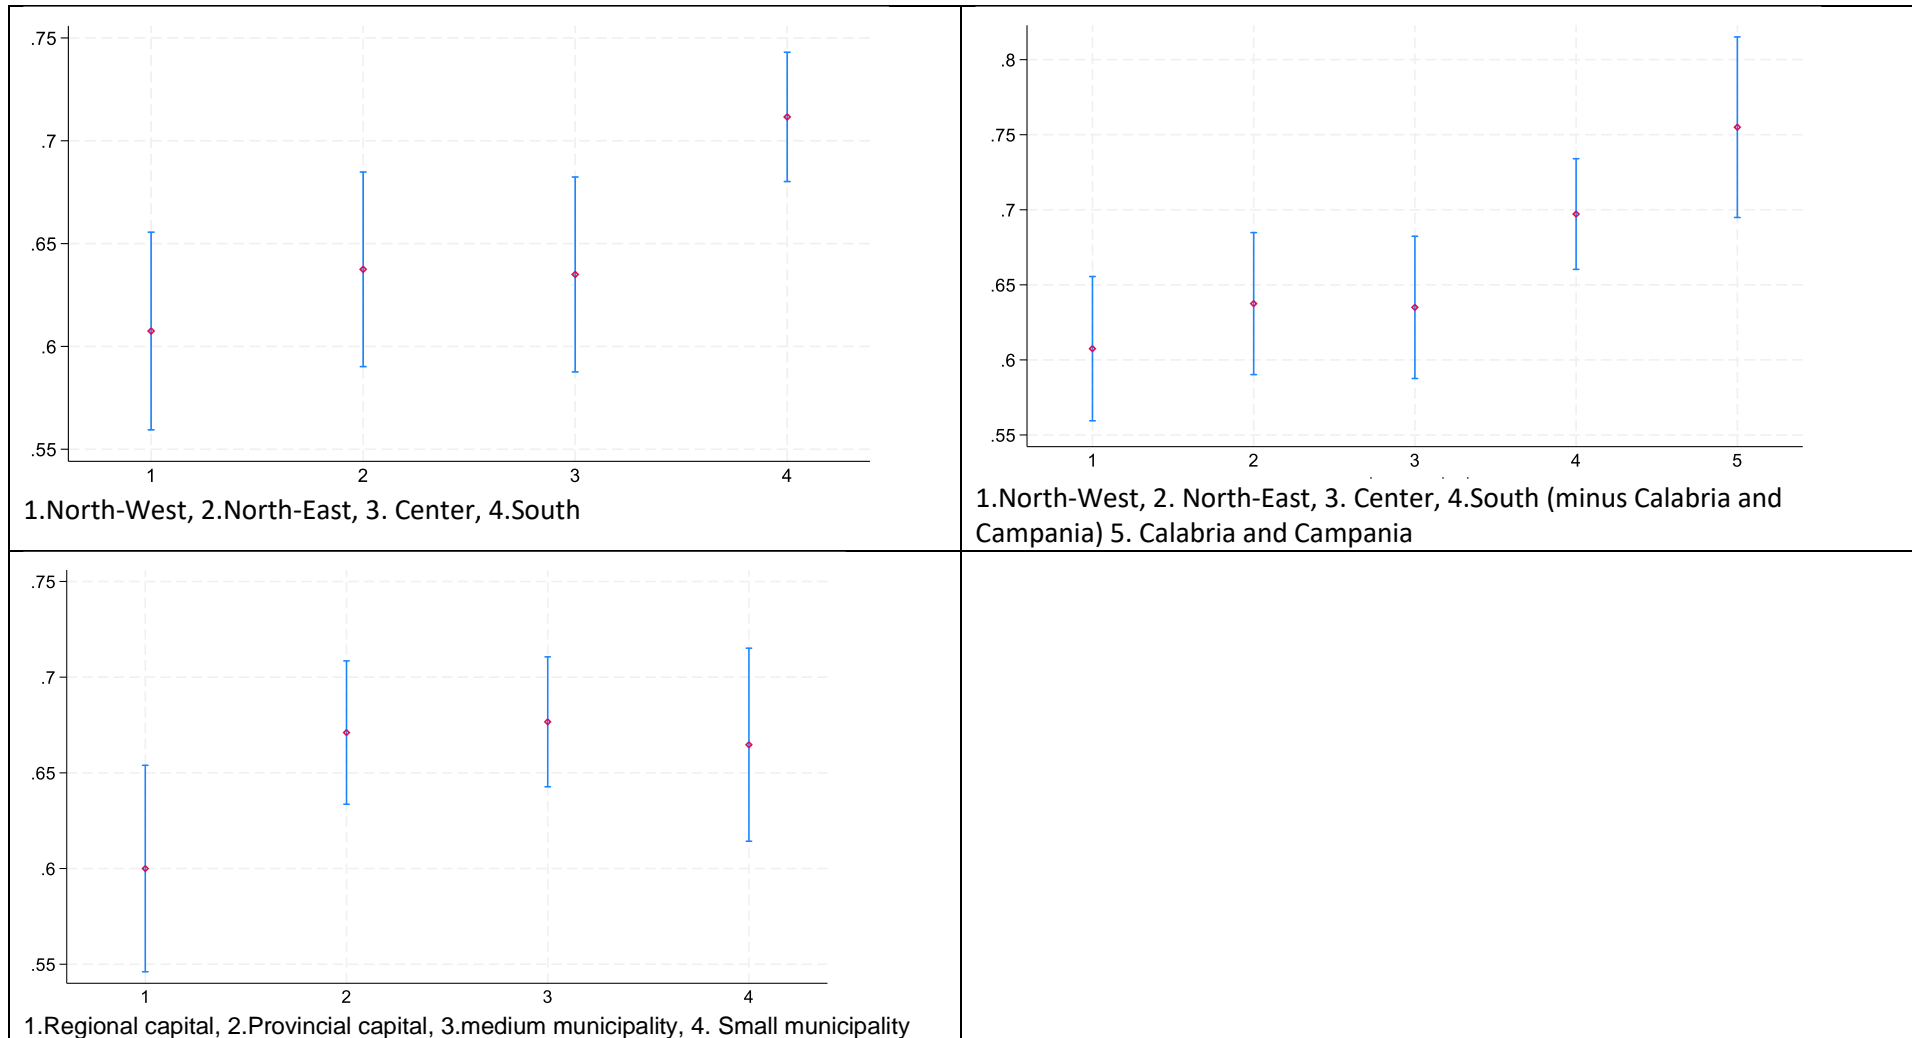 .75
.7
.65
.6
.55
1 2 3 4
1.North-West, 2.North-East, 3. Center, 4.South
.8
.75
.7
.65
.6
.55
1 2 3 4 5
1.North-West, 2. North-East, 3. Center, 4.South (minus Calabria and
Campania) 5. Calabria and Campania
.75
.7
.65
.6
.55
1 2 3 4
1.Regional capital, 2.Provincial capital, 3.medium municipality, 4. Small municipality